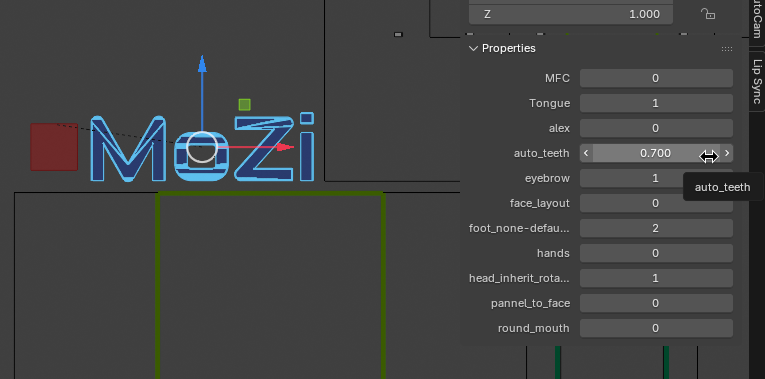 Z 1.000
Properties
MFC 0
Tongue 1
alex 0
auto_teeth 0.700
eyebrow 1
auto_teeth
face_layout 0
foot_none-defau... 2
hands 0
head_inherit_rota... 1
pannel_to_face 0
round_mouth 0
MOZi
utoCam
Lip Sync